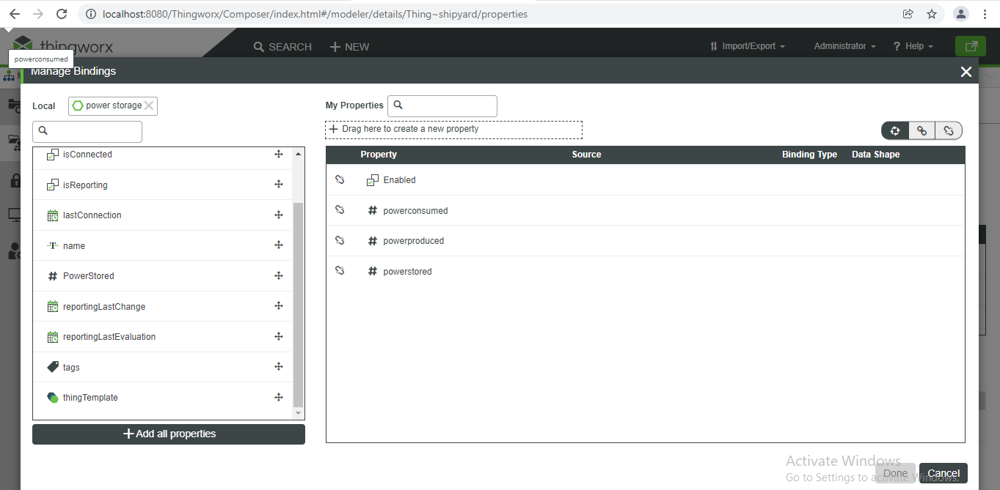 localhost:8080/Thingworx/Composer/index.html#/modeler/details/Thing~shipyard/properties
thingworx
SEARCH
NEW
Import/Export
Administrator
? Help
powerconsumed
Manage Bindings
Local
power storage
My Properties
+ Drag here to create a new property
Property Source Binding Type Data Shape
isConnected
isReporting
lastConnection
name
PowerStored
reportingLastChange
reportingLastEvaluation
tags
thingTemplate
+ Add all properties
Enabled
# powerconsumed
# powerproduced
# powerstored
Activate Windows
Go to Settings to activate Windows.
Done
Cancel